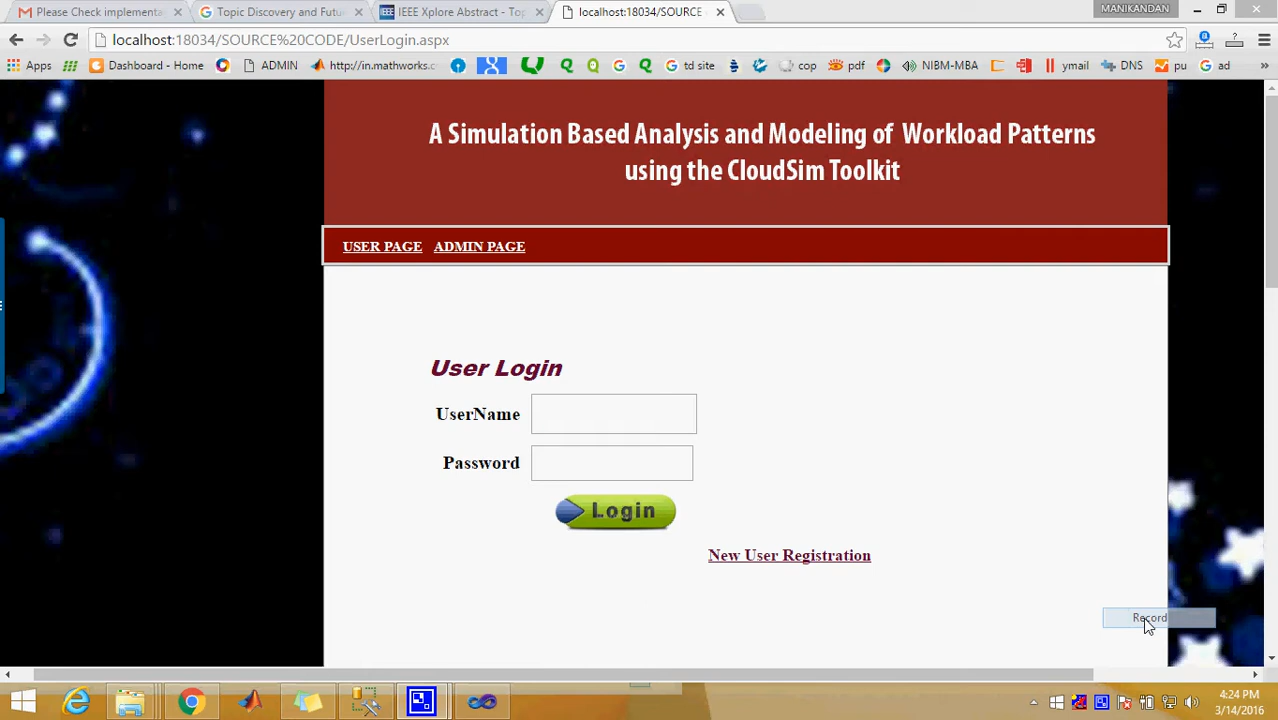 Please Check implementa
Topic Discovery and Futu
IEEE Xplore Abstract - Top
localhost:18034/SOURCE
MANIKANDAN
localhost:18034/SOURCE%20CODE/UserLogin.aspx
Apps
Dashboard - Home
ADMIN
http://in.mathworks.c
td site
cop
pdf
NIBM-MBA
ymail
DNS
pu
ad
A Simulation Based Analysis and Modeling of Workload Patterns
using the CloudSim Toolkit
USER PAGE ADMIN PAGE
User Login
UserName
Password
Login
New User Registration
Record
4:24 PM
3/14/2016